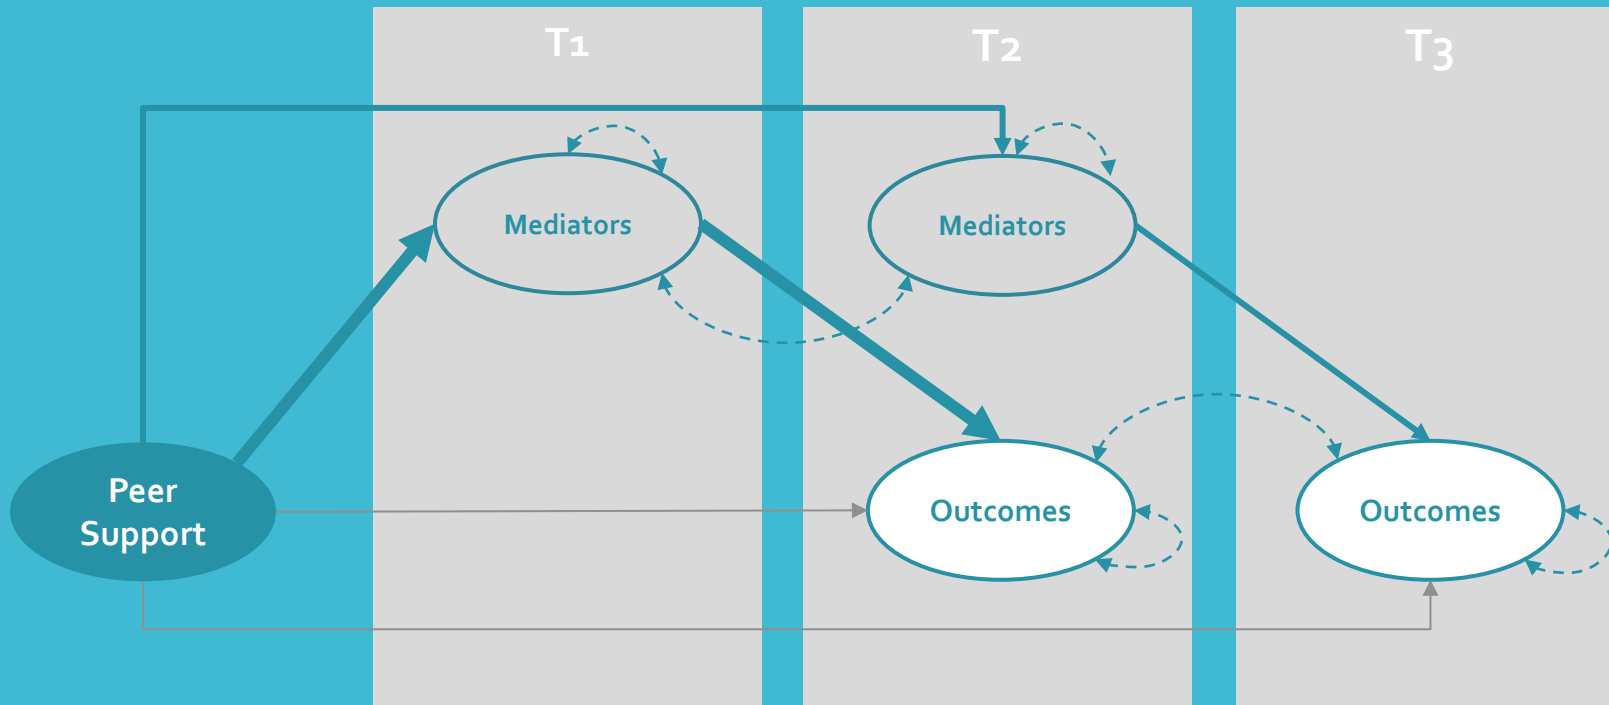 T1
T2
T3
Mediators
Mediators
Peer
Support
Outcomes
Outcomes